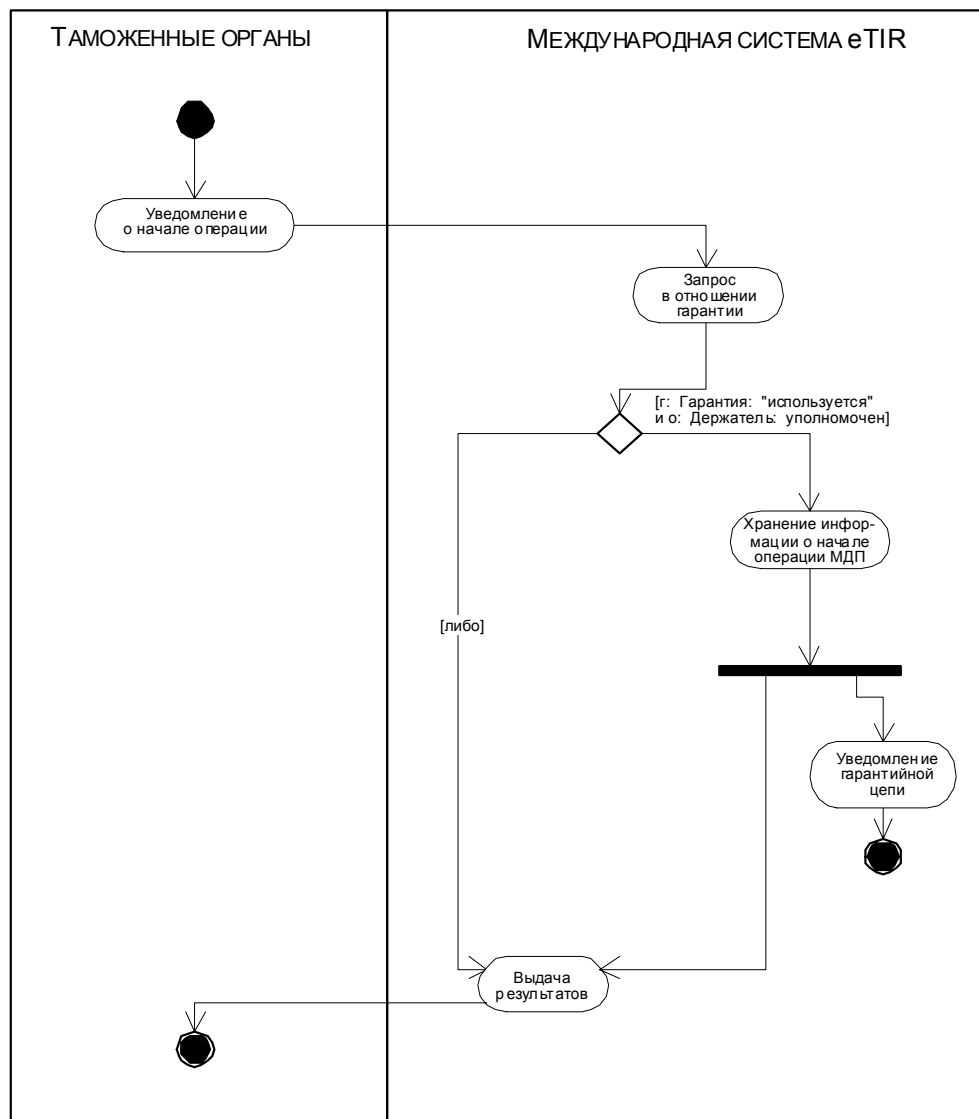 ТАМОЖЕННЫЕ ОРГАНЫ
МЕЖДУНАРОДНАЯ СИСТЕМА eTIR
Уведомление
о начале операции
Запрос
в отношении
гарантии
[г: Гарантия: "используется"
и о: Держатель: уполномочен]
Хранение инфор-
мации о начале
операции МДП
[либо]
Уведомление
гарантийной
цепи
Выдача
результатов